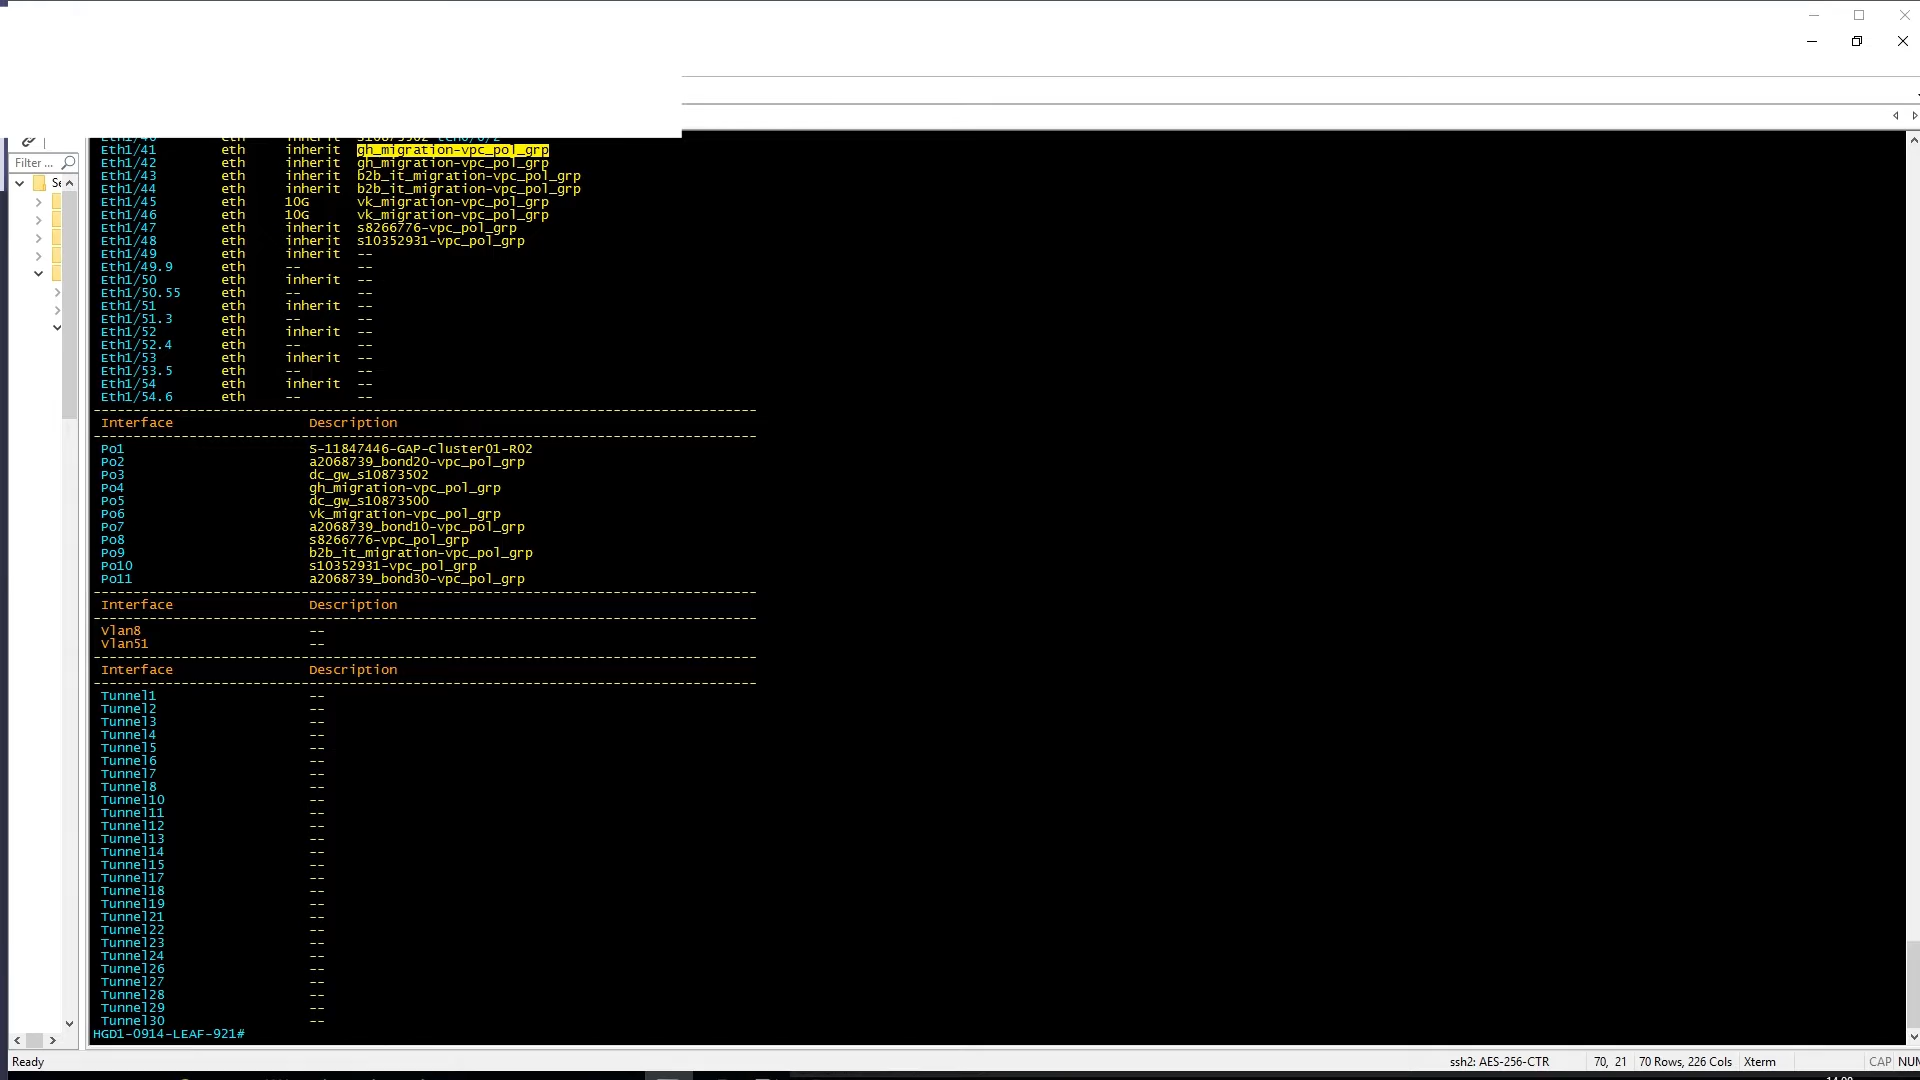 Filter ...
Se
Eth1/41 eth inherit gh_migration-vpc_pol_grp
Eth1/42 eth inherit gh_migration-vpc_pol_grp
Eth1/43 eth inherit b2b_it_migration-vpc_pol_grp
Eth1/44 eth inherit b2b_it_migration-vpc_pol_grp
Eth1/45 eth 10G vk_migration-vpc_pol_grp
Eth1/46 eth 10G vk_migration-vpc_pol_grp
Eth1/47 eth inherit s8266776-vpc_pol_grp
Eth1/48 eth inherit s10352931-vpc_pol_grp
Eth1/49 eth inherit --
Eth1/49.9 eth -- --
Eth1/50 eth inherit --
Eth1/50.55 eth -- --
Eth1/51 eth inherit --
Eth1/51.3 eth -- --
Eth1/52 eth inherit --
Eth1/52.4 eth -- --
Eth1/53 eth inherit --
Eth1/53.5 eth -- --
Eth1/54 eth inherit --
Eth1/54.6 eth -- --
Interface Description
Po1 S-11847446-GAP-Cluster01-R02
Po2 a2068739_bond20-vpc_pol_grp
Po3 dc_gw_s10873502
Po4 gh_migration-vpc_pol_grp
Po5 dc_gw_s10873500
Po6 vk_migration-vpc_pol_grp
Po7 a2068739_bond10-vpc_pol_grp
Po8 s8266776-vpc_pol_grp
Po9 b2b_it_migration-vpc_pol_grp
Po10 s10352931-vpc_pol_grp
Po11 a2068739_bond30-vpc_pol_grp
Interface Description
Vlan8 --
Vlan51 --
Interface Description
Tunnel1 --
Tunnel2 --
Tunnel3 --
Tunnel4 --
Tunnel5 --
Tunnel6 --
Tunnel7 --
Tunnel8 --
Tunnel10 --
Tunnel11 --
Tunnel12 --
Tunnel13 --
Tunnel14 --
Tunnel15 --
Tunnel17 --
Tunnel18 --
Tunnel19 --
Tunnel21 --
Tunnel22 --
Tunnel23 --
Tunnel24 --
Tunnel26 --
Tunnel27 --
Tunnel28 --
Tunnel29 --
Tunnel30 --
HGD1-0914-LEAF-921#
Ready ssh2: AES-256-CTR 70, 21 70 Rows, 226 Cols Xterm CAP NUM